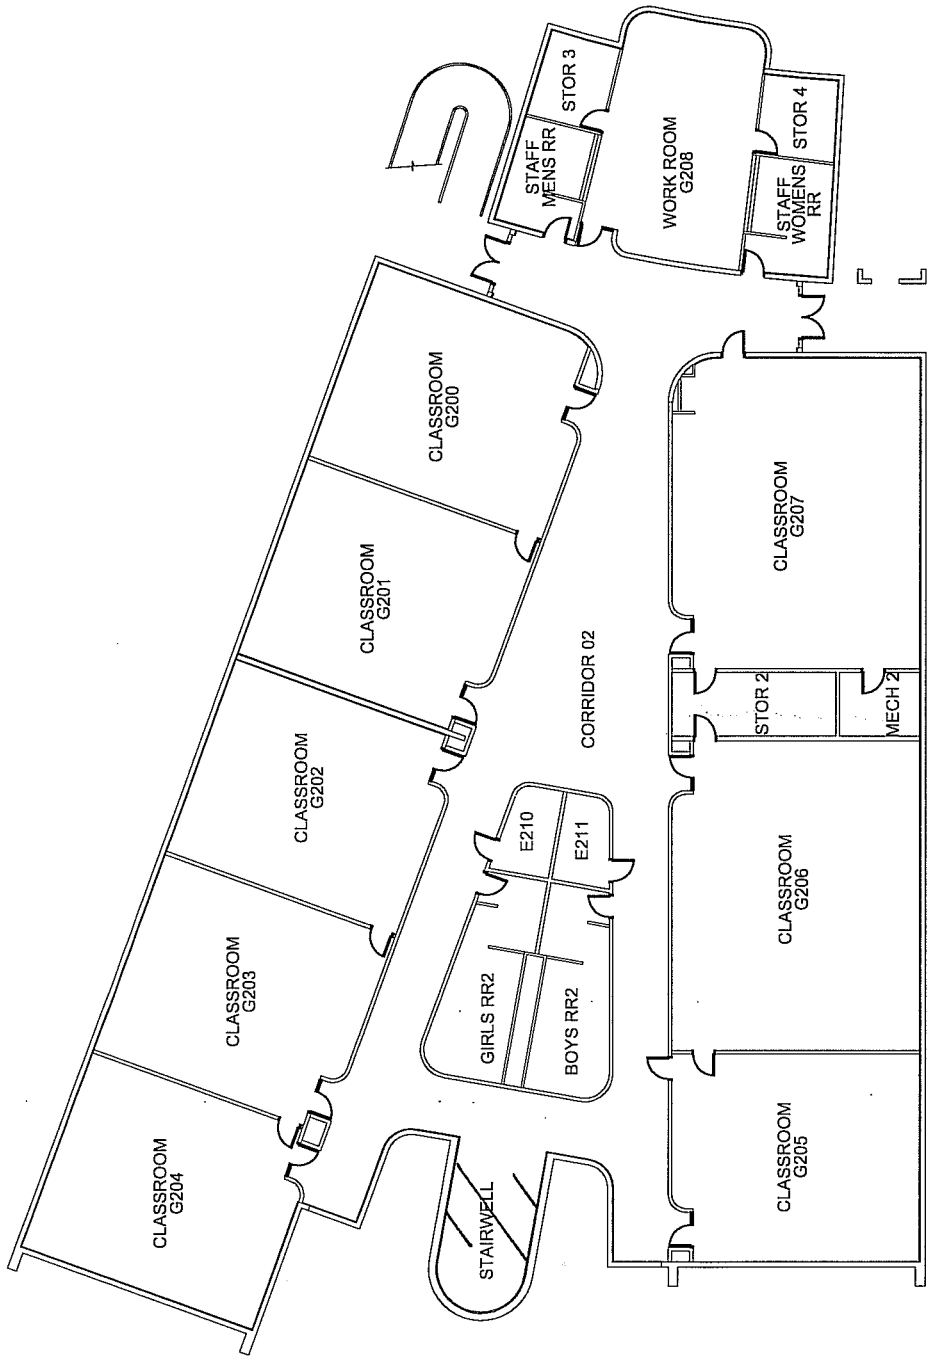 STOR 3
STAFF
MENS RR
WORK ROOM
G208
STOR 4
STAFF
WOMENS
RR
CLASSROOM
G200
CLASSROOM
G201
CLASSROOM
G202
CLASSROOM
G203
CLASSROOM
G204
CORRIDOR 02
E210
E211
GIRLS RR2
BOYS RR2
STAIRWELL
CLASSROOM
G207
STOR 2
MECH 2
CLASSROOM
G206
CLASSROOM
G205